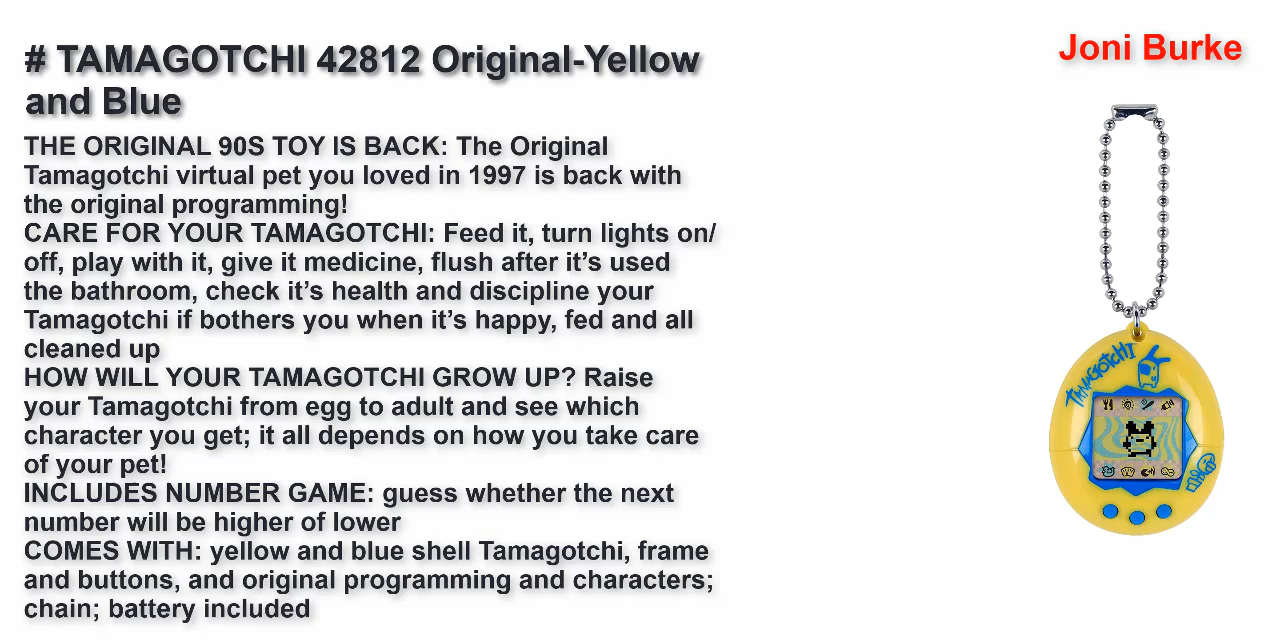 # TAMAGOTCHI 42812 Original-Yellow
and Blue
THE ORIGINAL 90S TOY IS BACK: The Original
Tamagotchi virtual pet you loved in 1997 is back with
the original programming!
CARE FOR YOUR TAMAGOTCHI: Feed it, turn lights on/
off, play with it, give it medicine, flush after it’s used
the bathroom, check it’s health and discipline your
Tamagotchi if bothers you when it’s happy, fed and all
cleaned up
HOW WILL YOUR TAMAGOTCHI GROW UP? Raise
your Tamagotchi from egg to adult and see which
character you get; it all depends on how you take care
of your pet!
INCLUDES NUMBER GAME: guess whether the next
number will be higher of lower
COMES WITH: yellow and blue shell Tamagotchi, frame
and buttons, and original programming and characters;
chain; battery included
Joni Burke
TAMAGOTCHI